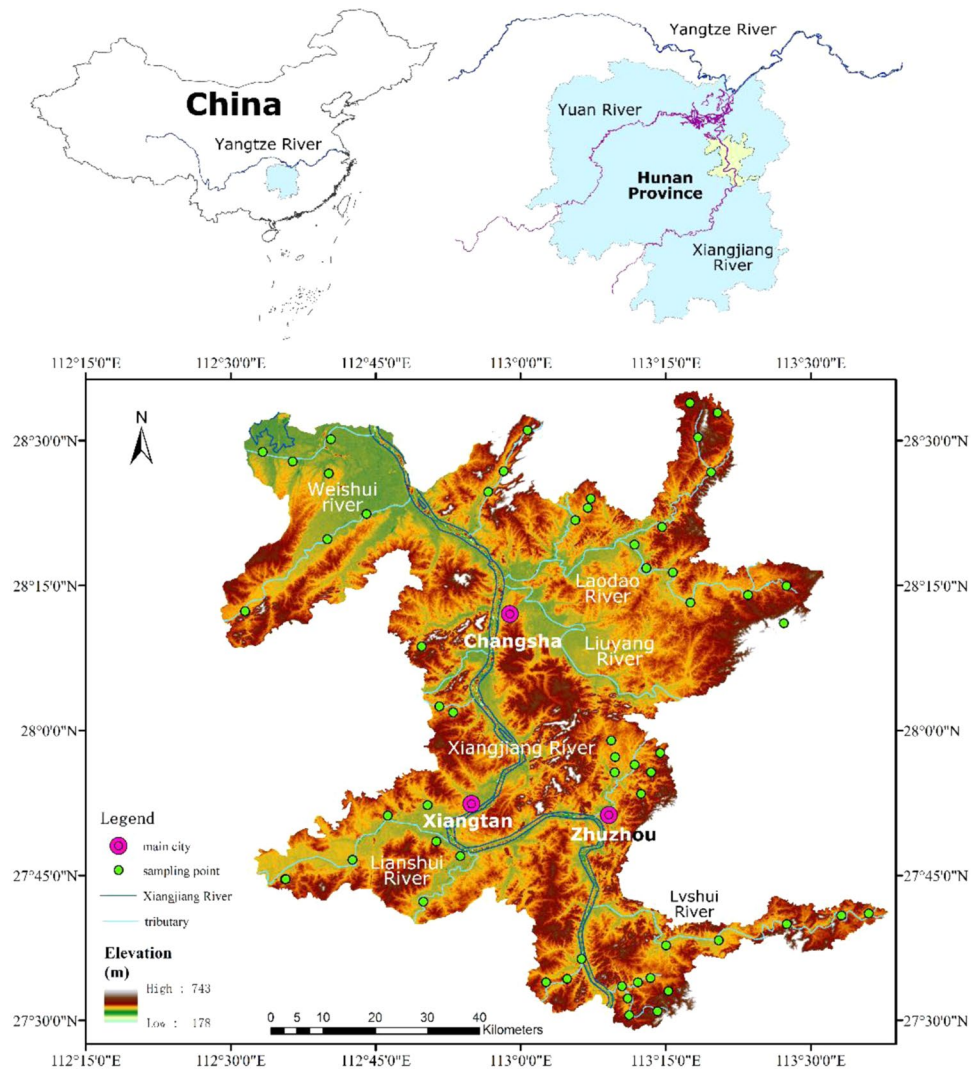 China
Yangtze River
Yangtze River
Yuan River
Hunan
Province
Xiangjiang
River
112°15'0"E
112°30'0"E
112°45'0"E
113°0'0"E
113°15'0"E
113°30'0"E
N
28°30'0"N
28°30'0"N
Weishui
river
28°15'0"N
28°15'0"N
Laodao
River
Changsha
Liuyang
River
28°0'0"N
28°0'0"N
Xiangjiang River
Xiangtan
Zhuzhou
Lianshui
River
27°45'0"N
27°45'0"N
Lvshui
River
Legend
main city
sampling point
Xiangjiang River
tributary
Elevation
(m)
High : 743
Low : 178
27°30'0"N
27°30'0"N
0 5 10 20 30 40
Kilometers
112°15'0"E
112°30'0"E
112°45'0"E
113°0'0"E
113°15'0"E
113°30'0"E